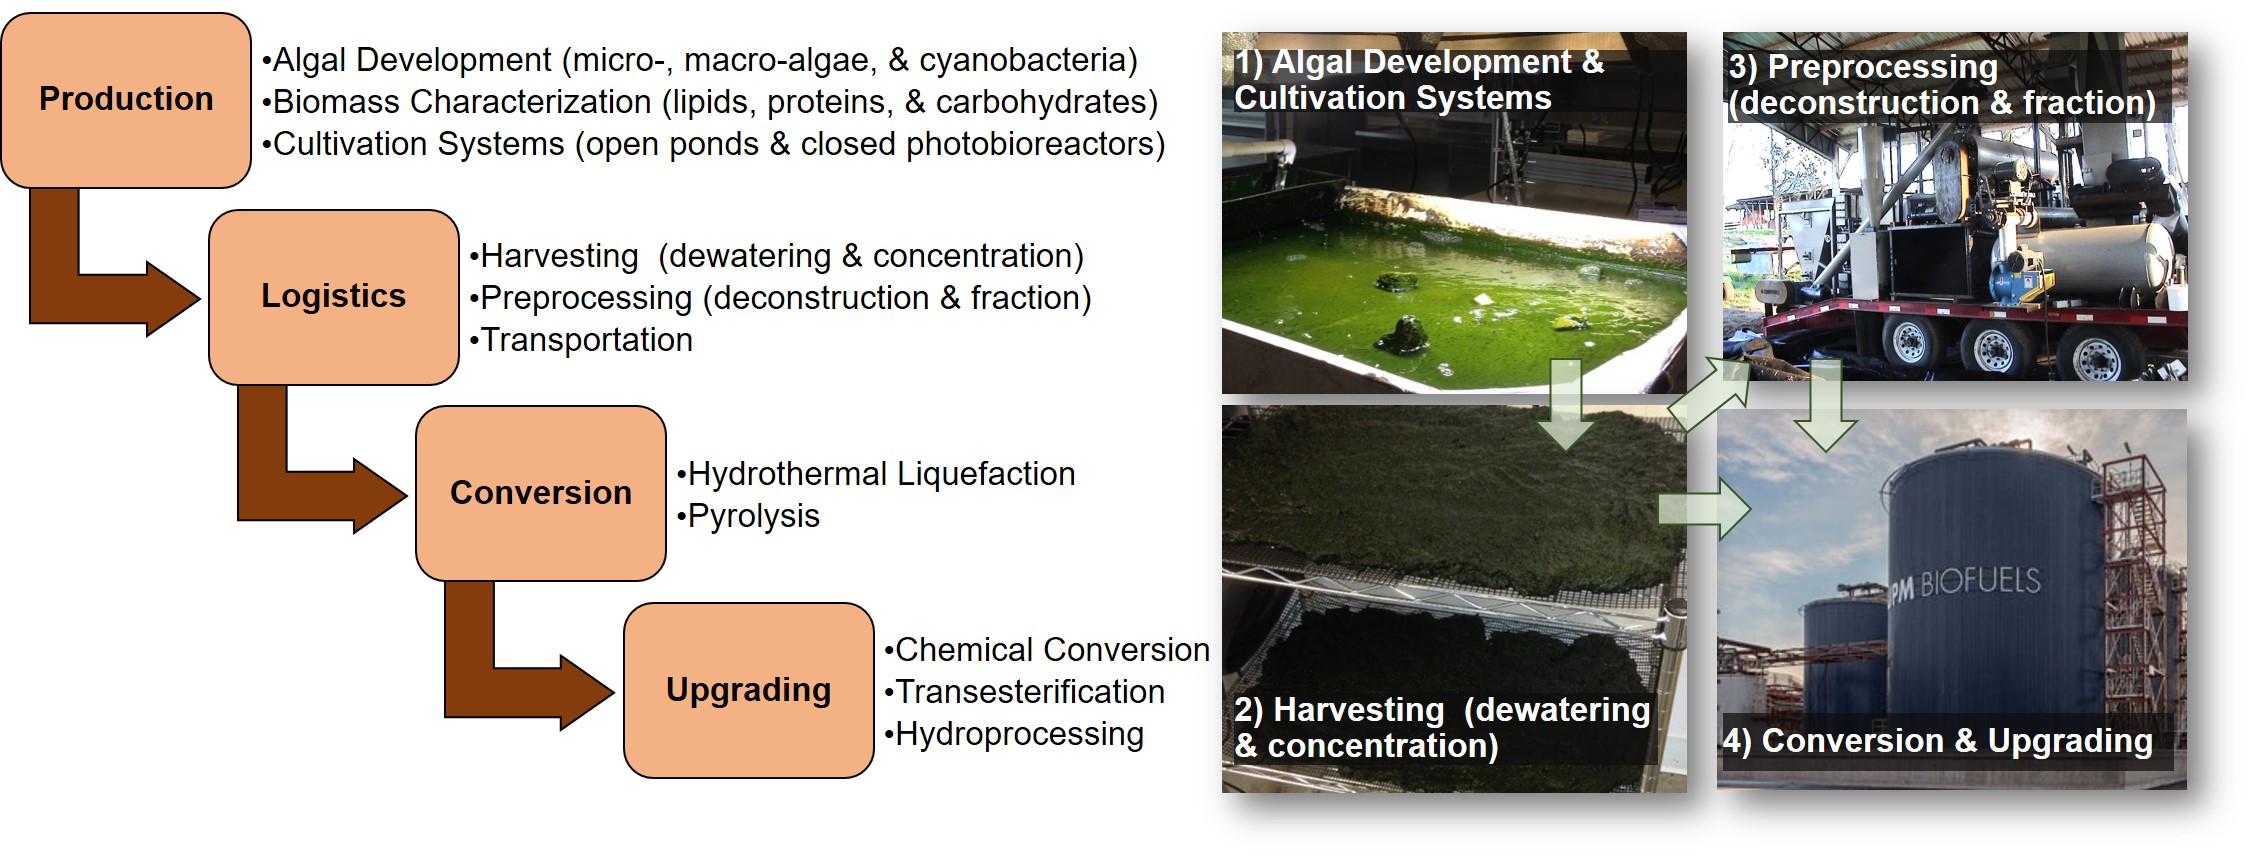 Production
•Algal Development (micro-, macro-algae, & cyanobacteria)
•Biomass Characterization (lipids, proteins, & carbohydrates)
•Cultivation Systems (open ponds & closed photobioreactors)
Logistics
•Harvesting  (dewatering & concentration)
•Preprocessing (deconstruction & fraction)
•Transportation
Conversion
•Hydrothermal Liquefaction
•Pyrolysis
Upgrading
•Chemical Conversion
•Transesterification
•Hydroprocessing
1) Algal Development &
Cultivation Systems
2) Harvesting  (dewatering
& concentration)
3) Preprocessing
(deconstruction & fraction)
PM BIOFUELS
4) Conversion & Upgrading